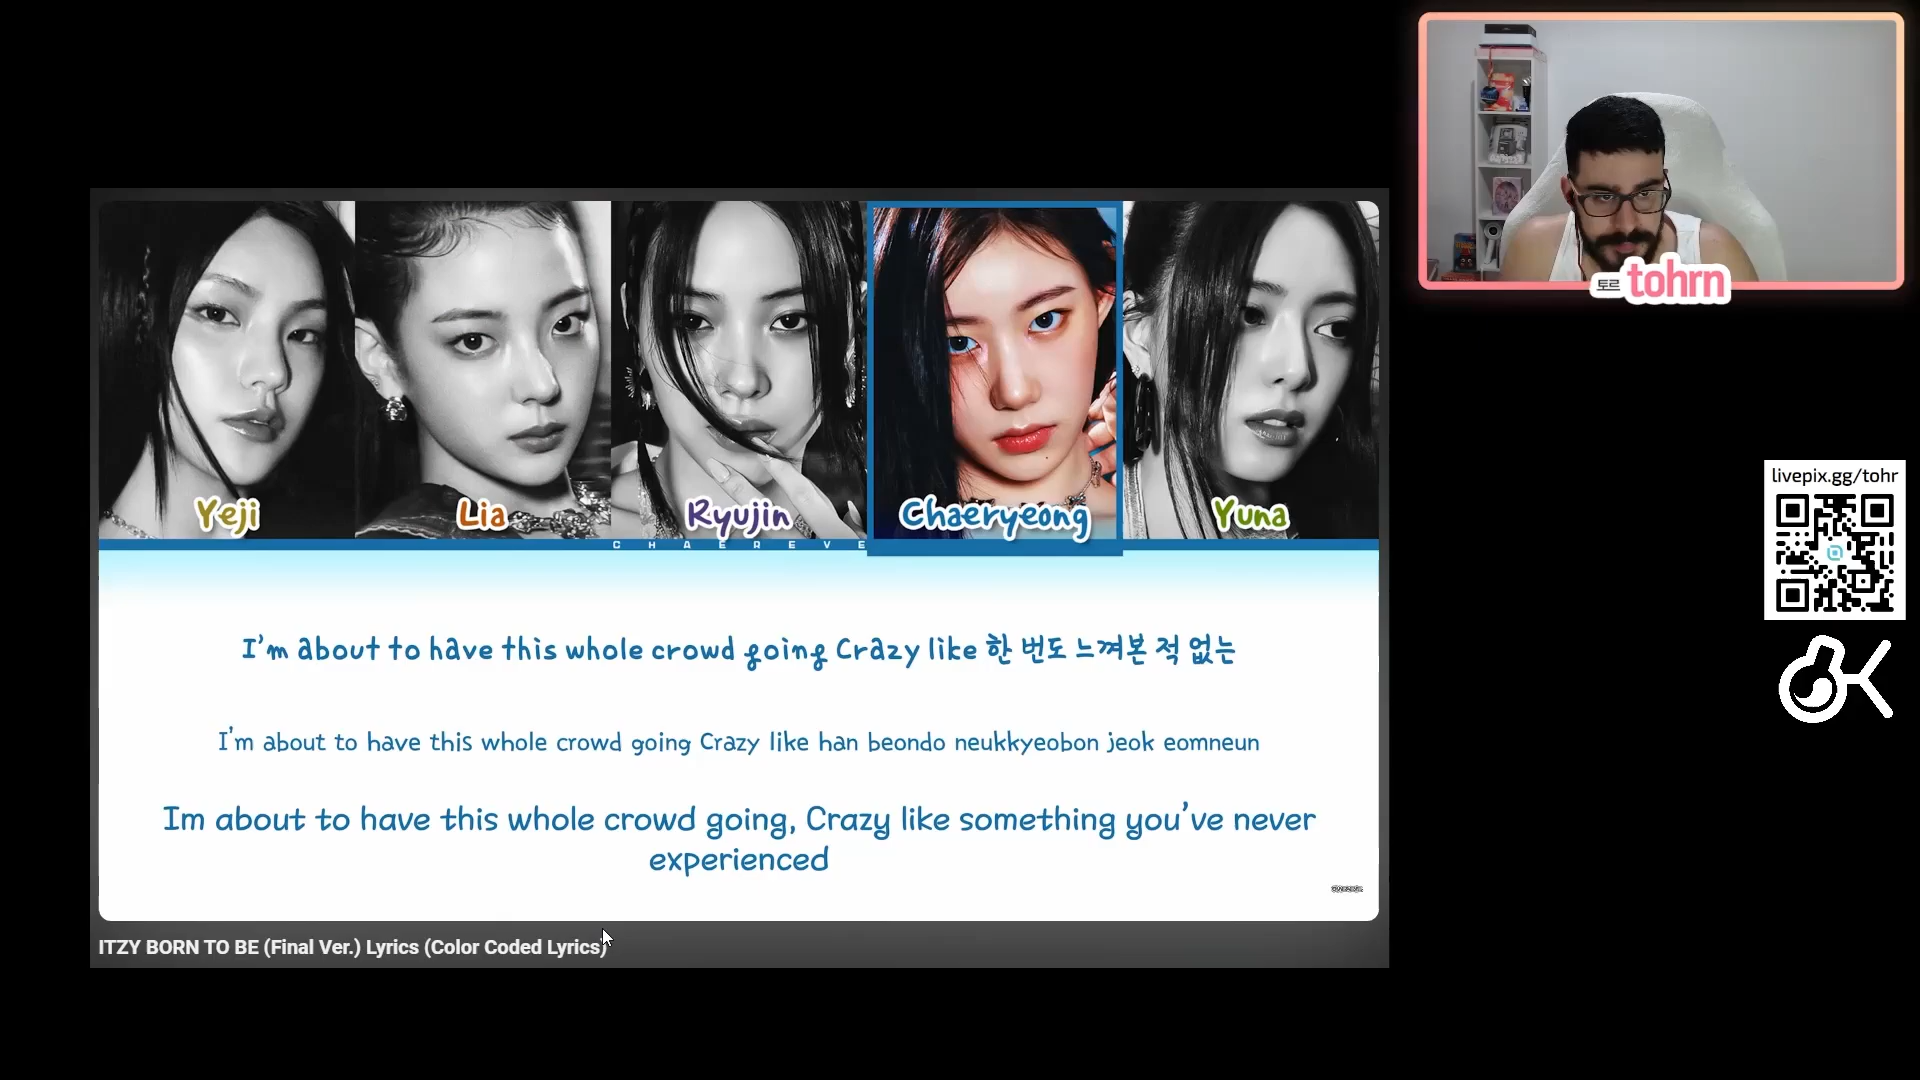 토르 tohrn
livepix.gg/tohr
Yeji
Lia
Ryujin
Chaeryeong
Yuna
CHAEREVE
I'm about to have this whole crowd going Crazy like 한 번도 느껴본 적 없는
I'm about to have this whole crowd going Crazy like han beondo neukkyeobon jeok eomneun
Im about to have this whole crowd going, Crazy like something you've never
experienced
ITZY BORN TO BE (Final Ver.) Lyrics (Color Coded Lyrics)